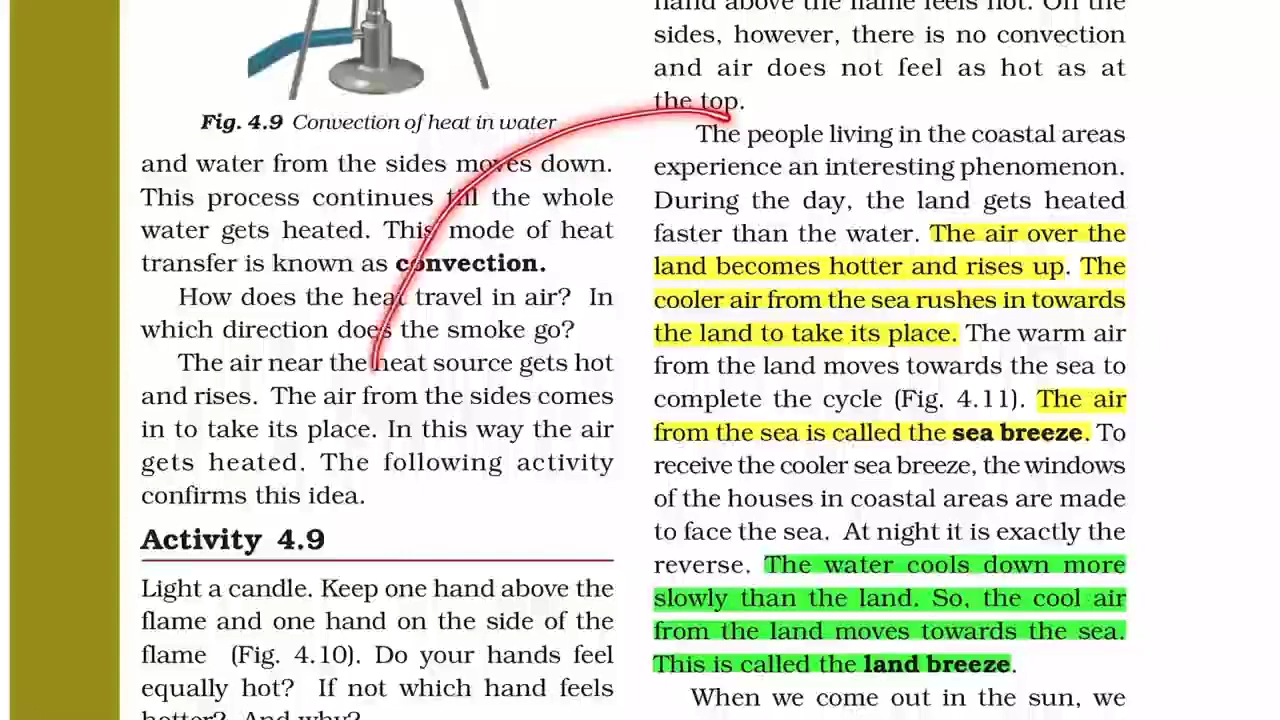 Fig. 4.9 Convection of heat in water
and water from the sides moves down.
This process continues till the whole
water gets heated. This mode of heat
transfer is known as convection.
How does the heat travel in air? In
which direction does the smoke go?
The air near the heat source gets hot
and rises. The air from the sides comes
in to take its place. In this way the air
gets heated. The following activity
confirms this idea.
Activity 4.9
Light a candle. Keep one hand above the
flame and one hand on the side of the
flame (Fig. 4.10). Do your hands feel
equally hot? If not which hand feels
hotter? And why?
hand above the flame feels hot. On the
sides, however, there is no convection
and air does not feel as hot as at
the top.
The people living in the coastal areas
experience an interesting phenomenon.
During the day, the land gets heated
faster than the water. The air over the
land becomes hotter and rises up. The
cooler air from the sea rushes in towards
the land to take its place. The warm air
from the land moves towards the sea to
complete the cycle (Fig. 4.11). The air
from the sea is called the sea breeze. To
receive the cooler sea breeze, the windows
of the houses in coastal areas are made
to face the sea. At night it is exactly the
reverse. The water cools down more
slowly than the land. So, the cool air
from the land moves towards the sea.
This is called the land breeze.
When we come out in the sun, we